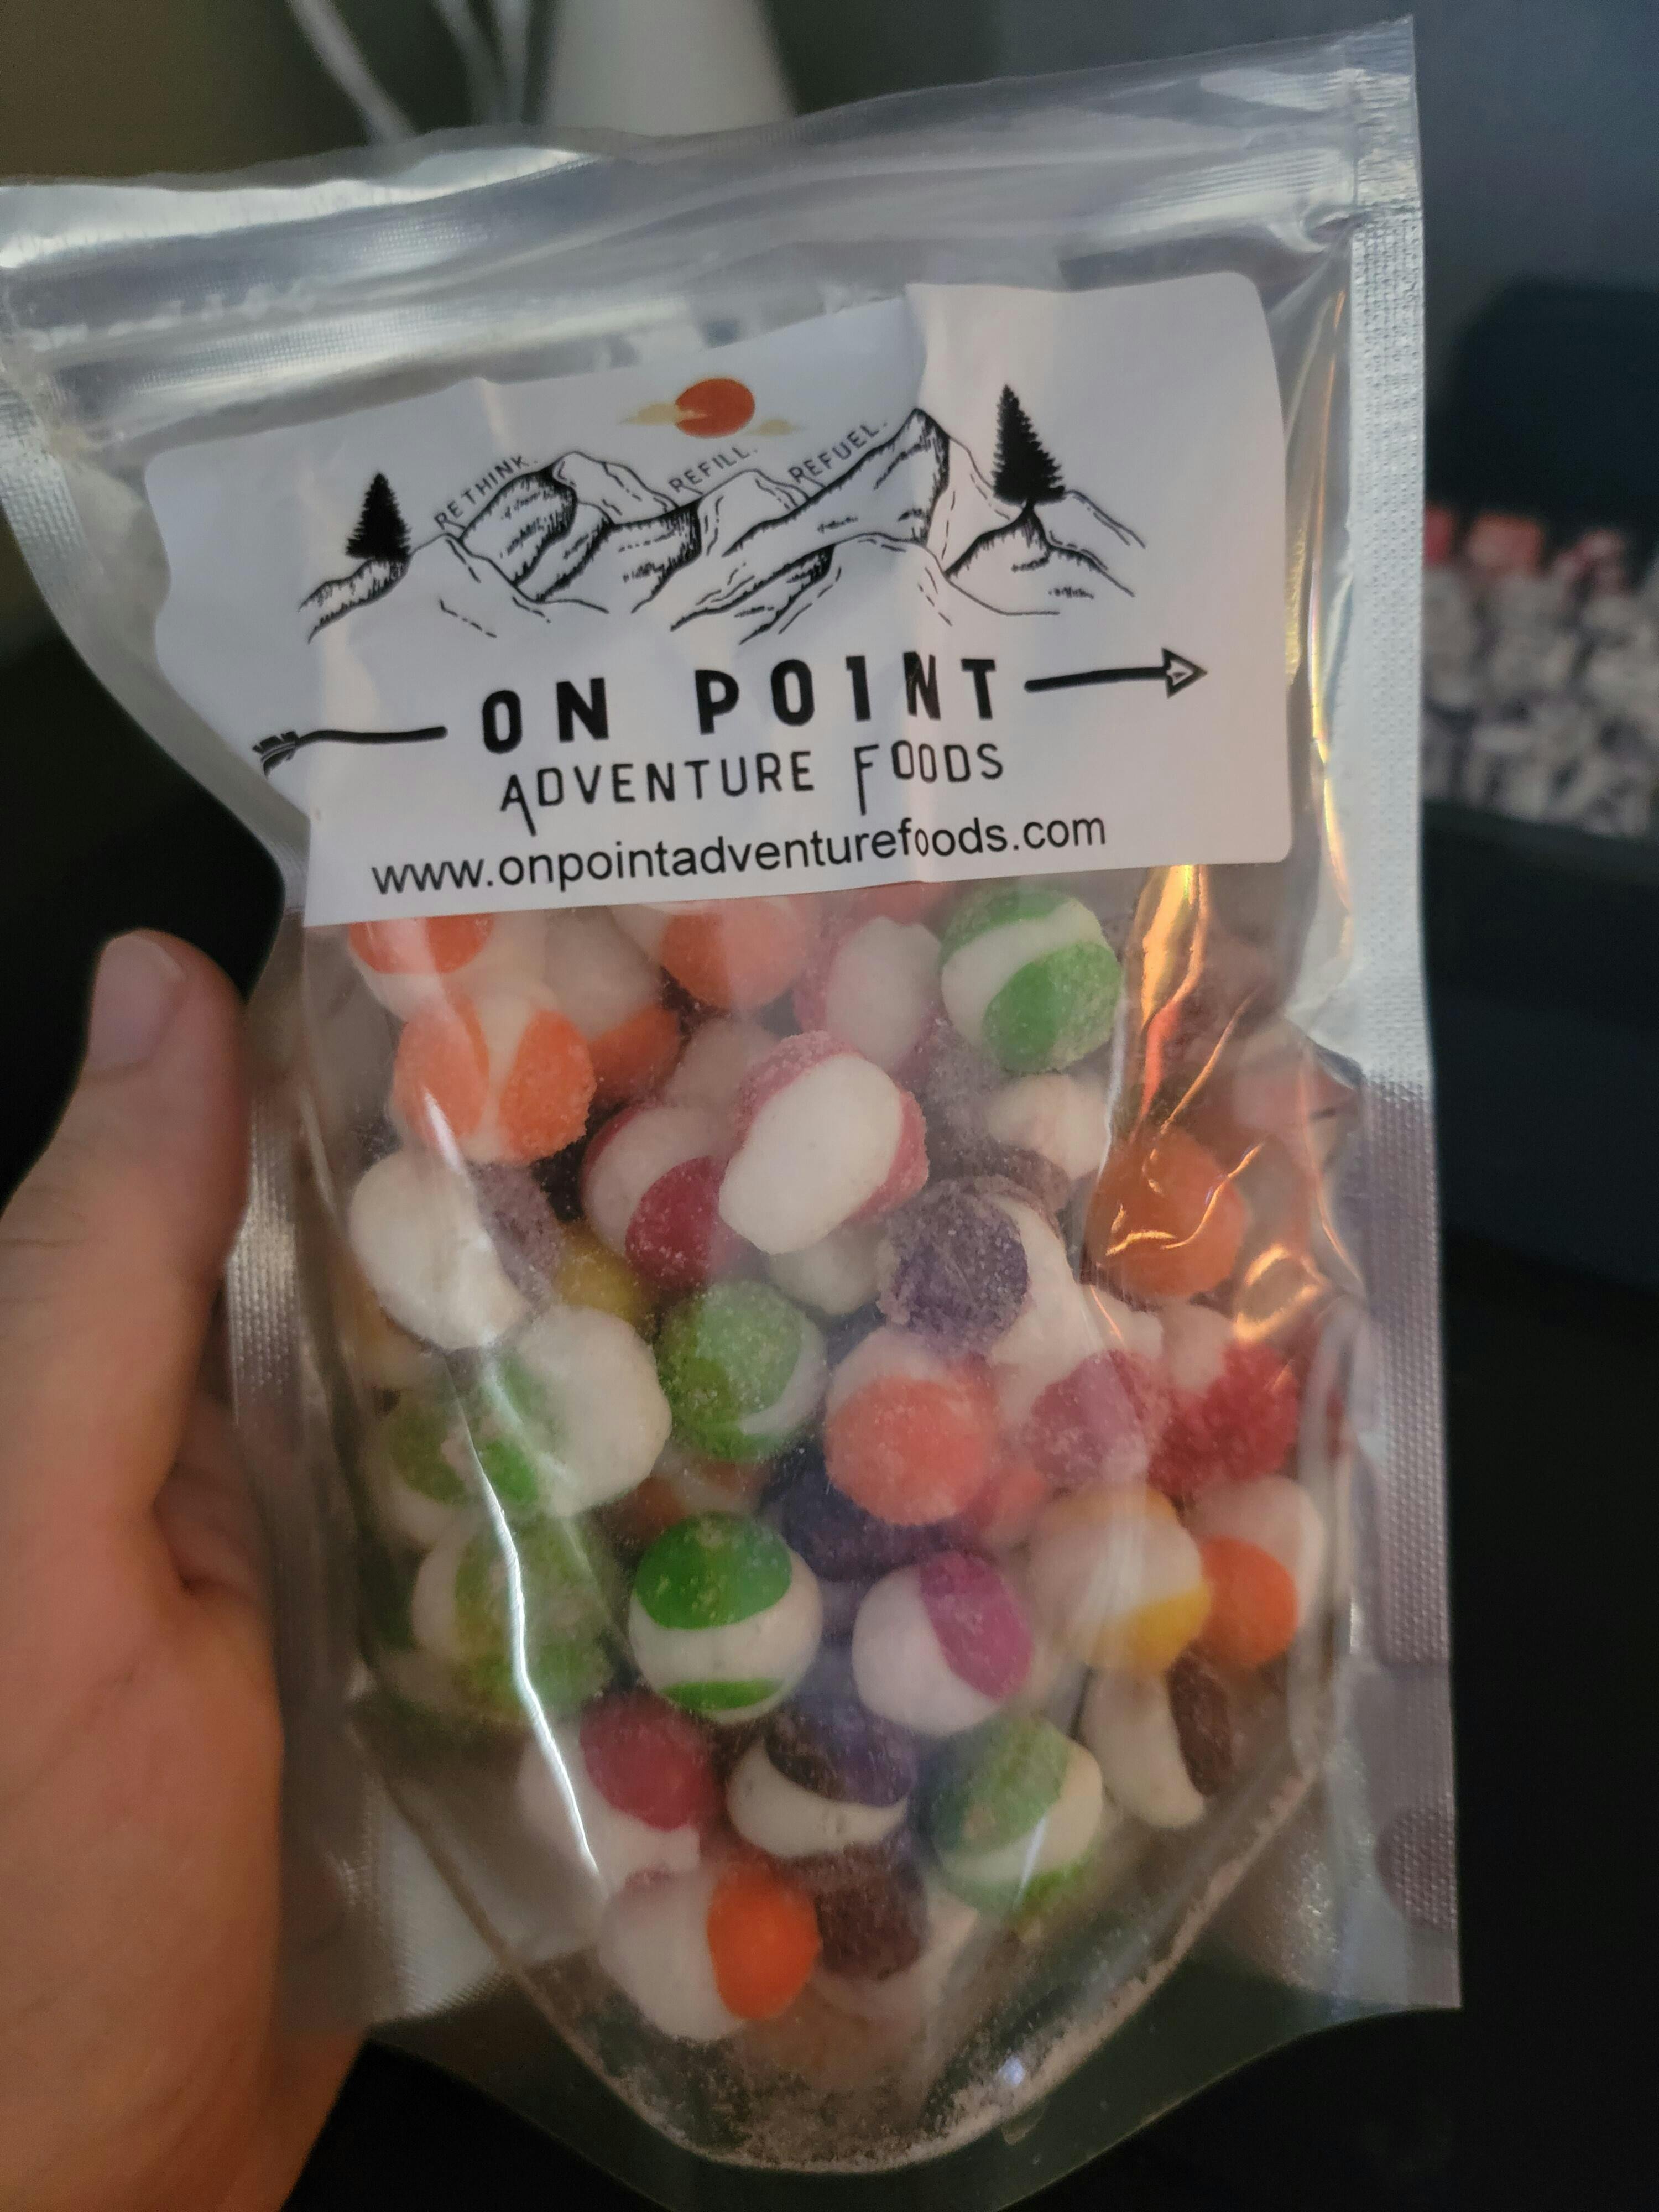 RETHINK.
REFILL.
REFUEL.
ON POINT
ADVENTURE FOODS
www.onpointadventurefoods.com